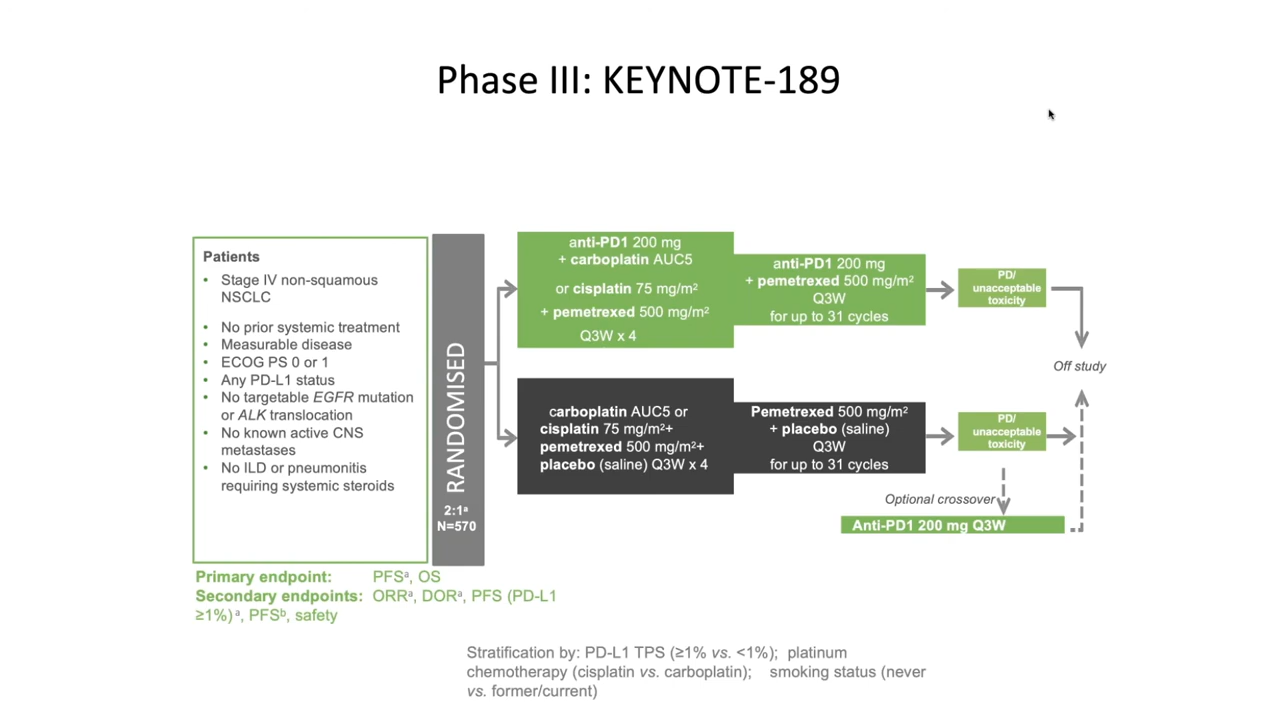 Phase III: KEYNOTE-189
Patients
• Stage IV non-squamous
NSCLC
• No prior systemic treatment
• Measurable disease
• ECOG PS 0 or 1
• Any PD-L1 status
• No targetable EGFR mutation
or ALK translocation
• No known active CNS
metastases
• No ILD or pneumonitis
requiring systemic steroids
RANDOMISED
2:1ᵃ
N=570
anti-PD1 200 mg
+ carboplatin AUC5
or cisplatin 75 mg/m²
+ pemetrexed 500 mg/m²
Q3W x 4
anti-PD1 200 mg
+ pemetrexed 500 mg/m²
Q3W
for up to 31 cycles
PD/
unacceptable
toxicity
Off study
carboplatin AUC5 or
cisplatin 75 mg/m²+
pemetrexed 500 mg/m²+
placebo (saline) Q3W x 4
Pemetrexed 500 mg/m²
+ placebo (saline)
Q3W
for up to 31 cycles
PD/
unacceptable
toxicity
Optional crossover
Anti-PD1 200 mg Q3W
Primary endpoint: PFSᵃ, OS
Secondary endpoints: ORRᵃ, DORᵃ, PFS (PD-L1
≥1%)ᵃ, PFSᵇ, safety
Stratification by: PD-L1 TPS (≥1% vs. <1%); platinum
chemotherapy (cisplatin vs. carboplatin); smoking status (never
vs. former/current)